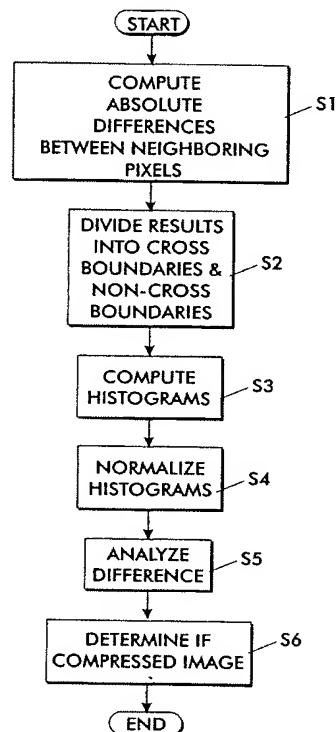 START
COMPUTE
ABSOLUTE
DIFFERENCES
BETWEEN NEIGHBORING
PIXELS
S1
DIVIDE RESULTS
INTO CROSS
BOUNDARIES &
NON-CROSS
BOUNDARIES
S2
COMPUTE
HISTOGRAMS
S3
NORMALIZE
HISTOGRAMS
S4
ANALYZE
DIFFERENCE
S5
DETERMINE IF
COMPRESSED IMAGE
S6
END